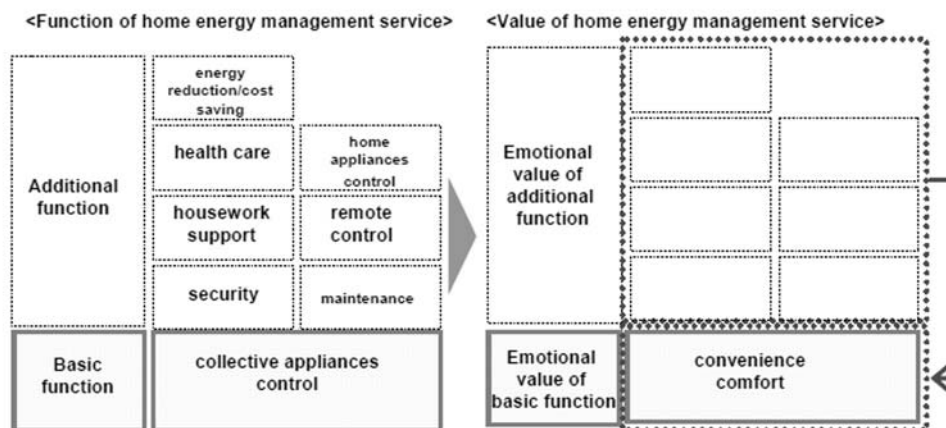 <Function of home energy management service>
<Value of home energy management service>
energy
reduction/cost
saving
health care
home
appliances
control
Additional
function
housework
support
remote
control
security
maintenance
Basic
function
collective appliances
control
Emotional
value of
additional
function
Emotional
value of
basic function
convenience
comfort